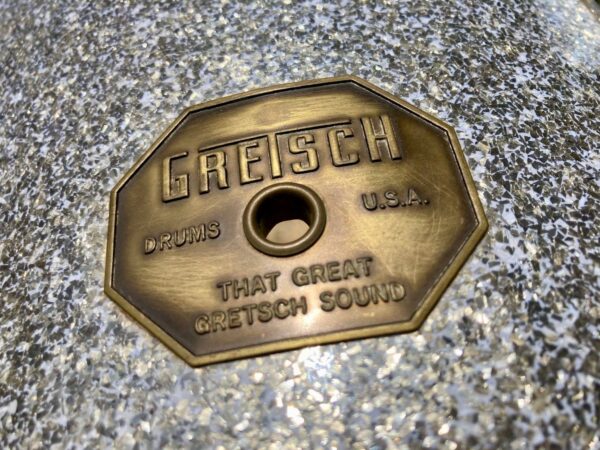 GRETSCH
DRUMS U.S.A.
THAT GREAT
GRETSCH SOUND